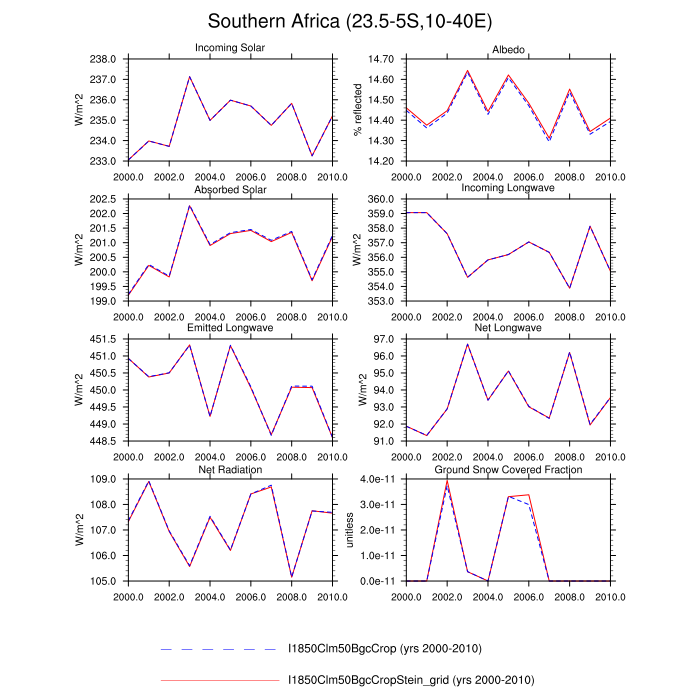 Southern Africa (23.5-5S,10-40E)
Incoming Solar
238.0
237.0
236.0
235.0
234.0
233.0
W/m^2
2000.0 2002.0 2004.0 2006.0 2008.0 2010.0
Albedo
14.70
14.60
14.50
14.40
14.30
14.20
% reflected
2000.0 2002.0 2004.0 2006.0 2008.0 2010.0
Absorbed Solar
202.5
202.0
201.5
201.0
200.5
200.0
199.5
199.0
W/m^2
2000.0 2002.0 2004.0 2006.0 2008.0 2010.0
Incoming Longwave
360.0
359.0
358.0
357.0
356.0
355.0
354.0
353.0
W/m^2
2000.0 2002.0 2004.0 2006.0 2008.0 2010.0
Emitted Longwave
451.5
451.0
450.5
450.0
449.5
449.0
448.5
W/m^2
2000.0 2002.0 2004.0 2006.0 2008.0 2010.0
Net Longwave
97.0
96.0
95.0
94.0
93.0
92.0
91.0
W/m^2
2000.0 2002.0 2004.0 2006.0 2008.0 2010.0
Net Radiation
109.0
108.0
107.0
106.0
105.0
W/m^2
2000.0 2002.0 2004.0 2006.0 2008.0 2010.0
Ground Snow Covered Fraction
4.0e-11
3.0e-11
2.0e-11
1.0e-11
0.0e-11
unitless
2000.0 2002.0 2004.0 2006.0 2008.0 2010.0
I1850Clm50BgcCrop (yrs 2000-2010)
I1850Clm50BgcCropStein_grid (yrs 2000-2010)